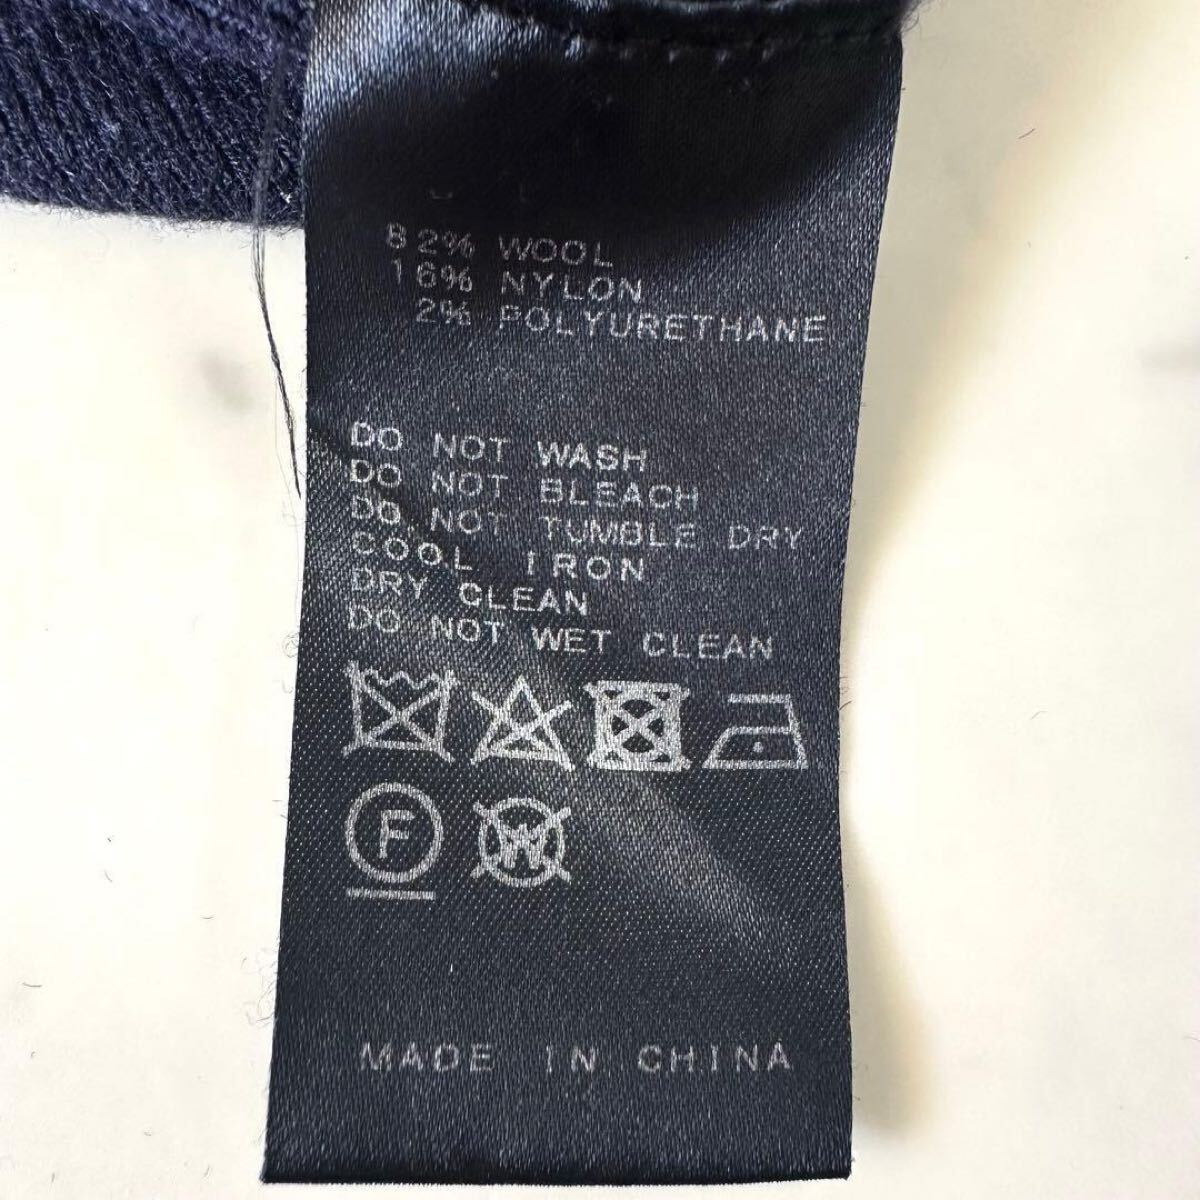 82% WOOL
16% NYLON
2% POLYURETHANE
DO NOT WASH
DO NOT BLEACH
DO NOT TUMBLE DRY
COOL IRON
DRY CLEAN
DO NOT WET CLEAN
F W
MADE IN CHINA